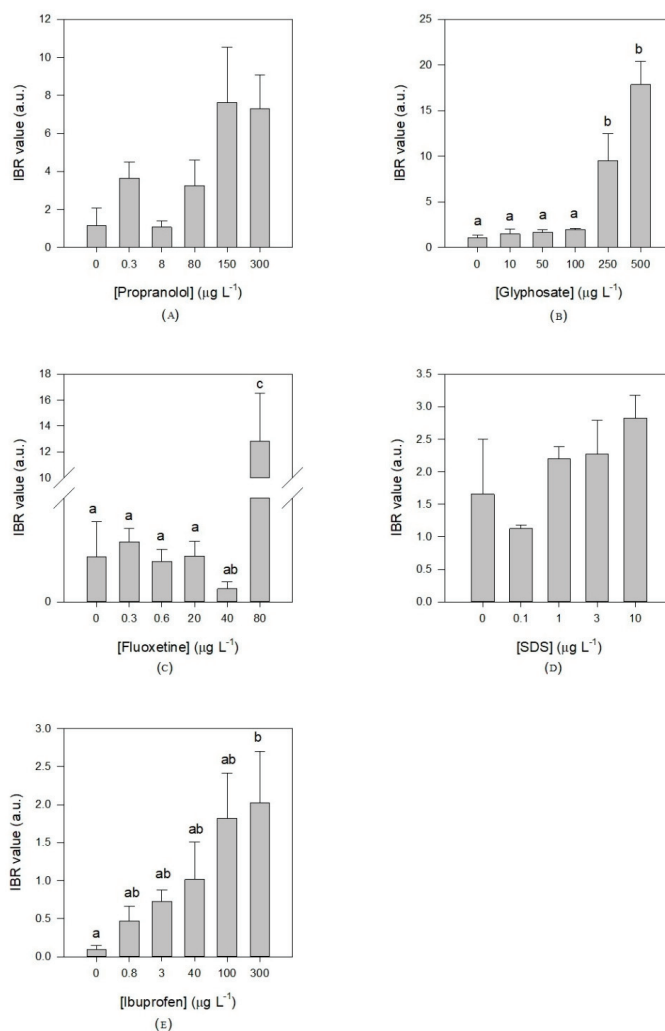 12
10
8
6
4
2
0
IBR value (a.u.)
0 0.3 8 80 150 300
[Propranolol] (µg L⁻¹)
(A)
25
20
15
10
5
0
IBR value (a.u.)
a a a a b b
0 10 50 100 250 500
[Glyphosate] (µg L⁻¹)
(B)
18
16
14
12
10
0
IBR value (a.u.)
a a a a ab c
0 0.3 0.6 20 40 80
[Fluoxetine] (µg L⁻¹)
(C)
3.5
3.0
2.5
2.0
1.5
1.0
0.5
0.0
IBR value (a.u.)
0 0.1 1 3 10
[SDS] (µg L⁻¹)
(D)
3.0
2.5
2.0
1.5
1.0
0.5
0.0
IBR value (a.u.)
a ab ab ab ab b
0 0.8 3 40 100 300
[Ibuprofen] (µg L⁻¹)
(E)